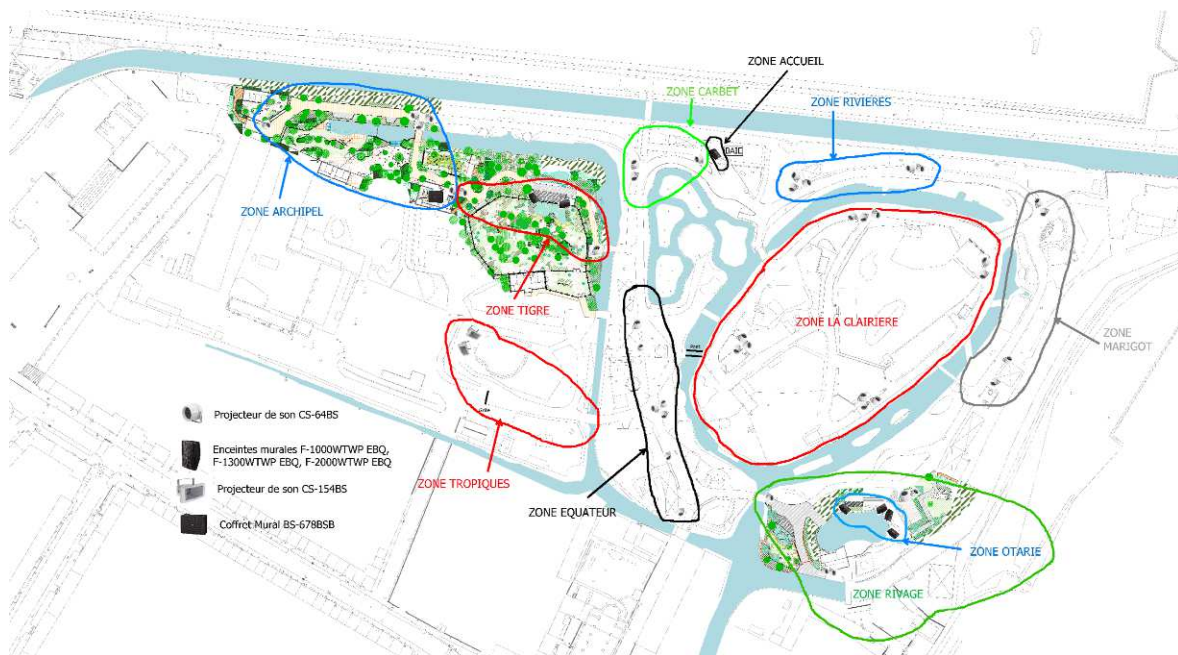 ZONE ACCUEIL
ZONE CARBET
ZONE RIVIERES
ZONE ARCHIPEL
ZONE TIGRE
ZONE LA CLAIRIERE
ZONE
MARIGOT
Projecteur de son CS-64BS
Enceintes murales F-1000WTWP EBQ,
F-1300WTWP EBQ, F-2000WTWP EBQ
Projecteur de son CS-154BS
Coffret Mural BS-678BSB
ZONE TROPIQUES
ZONE EQUATEUR
ZONE OTARIE
ZONE RIVAGE